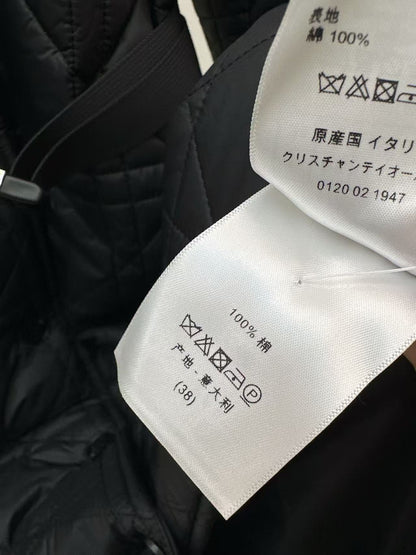 表地
綿 100%
原産国 イタリ
クリスチャンディオー
0120 02 1947
100% 棉
P
产地 - 意大利
(38)